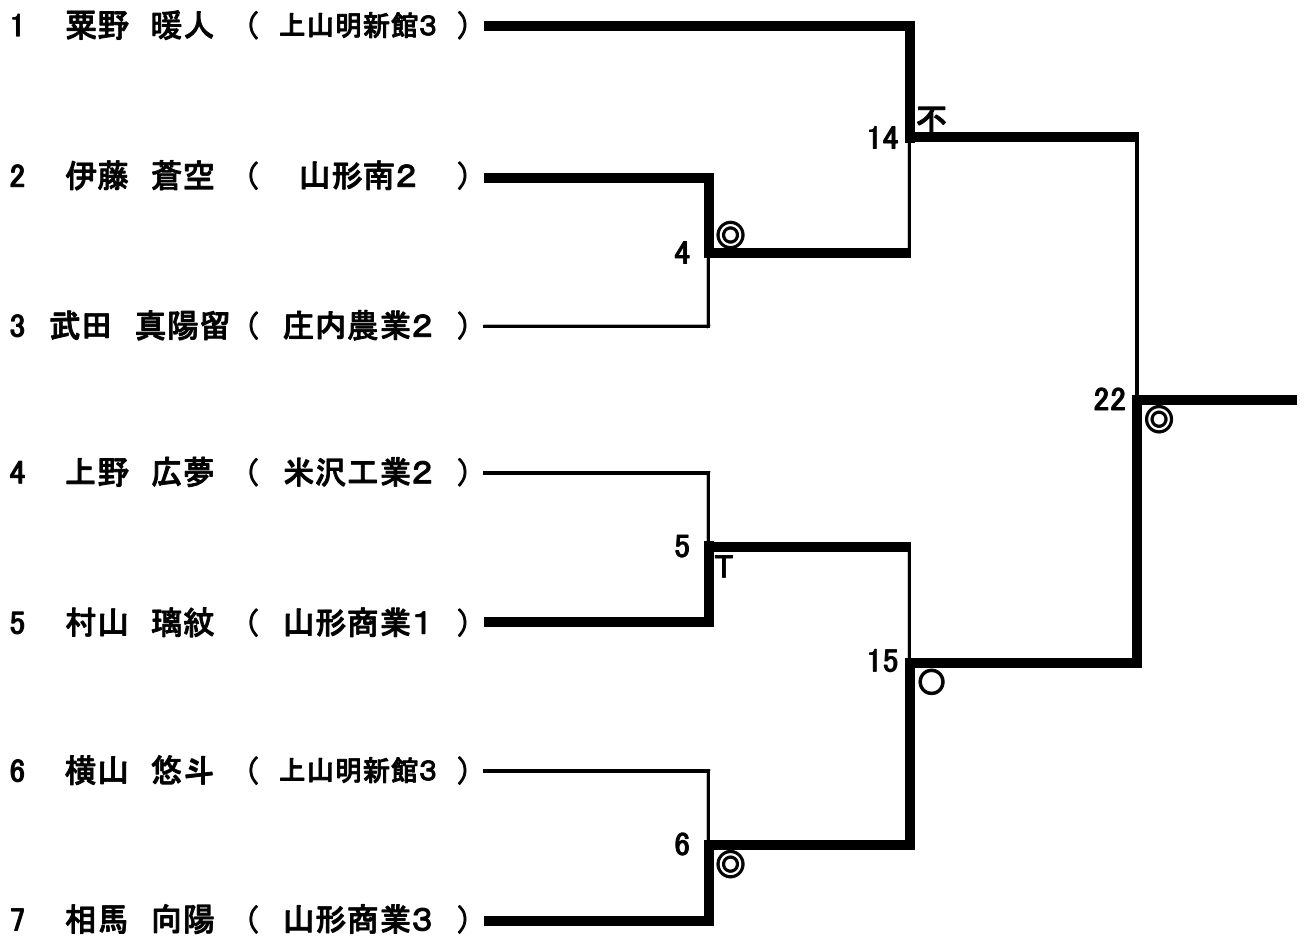 1 粟野 暖人 ( 上山明新館3 )
14 不
2 伊藤 蒼空 ( 山形南2 )
4 ◎
3 武田 真陽留 ( 庄内農業2 )
22 ◎
4 上野 広夢 ( 米沢工業2 )
5 T
5 村山 璃紋 ( 山形商業1 )
15 ○
6 横山 悠斗 ( 上山明新館3 )
6 ◎
7 相馬 向陽 ( 山形商業3 )